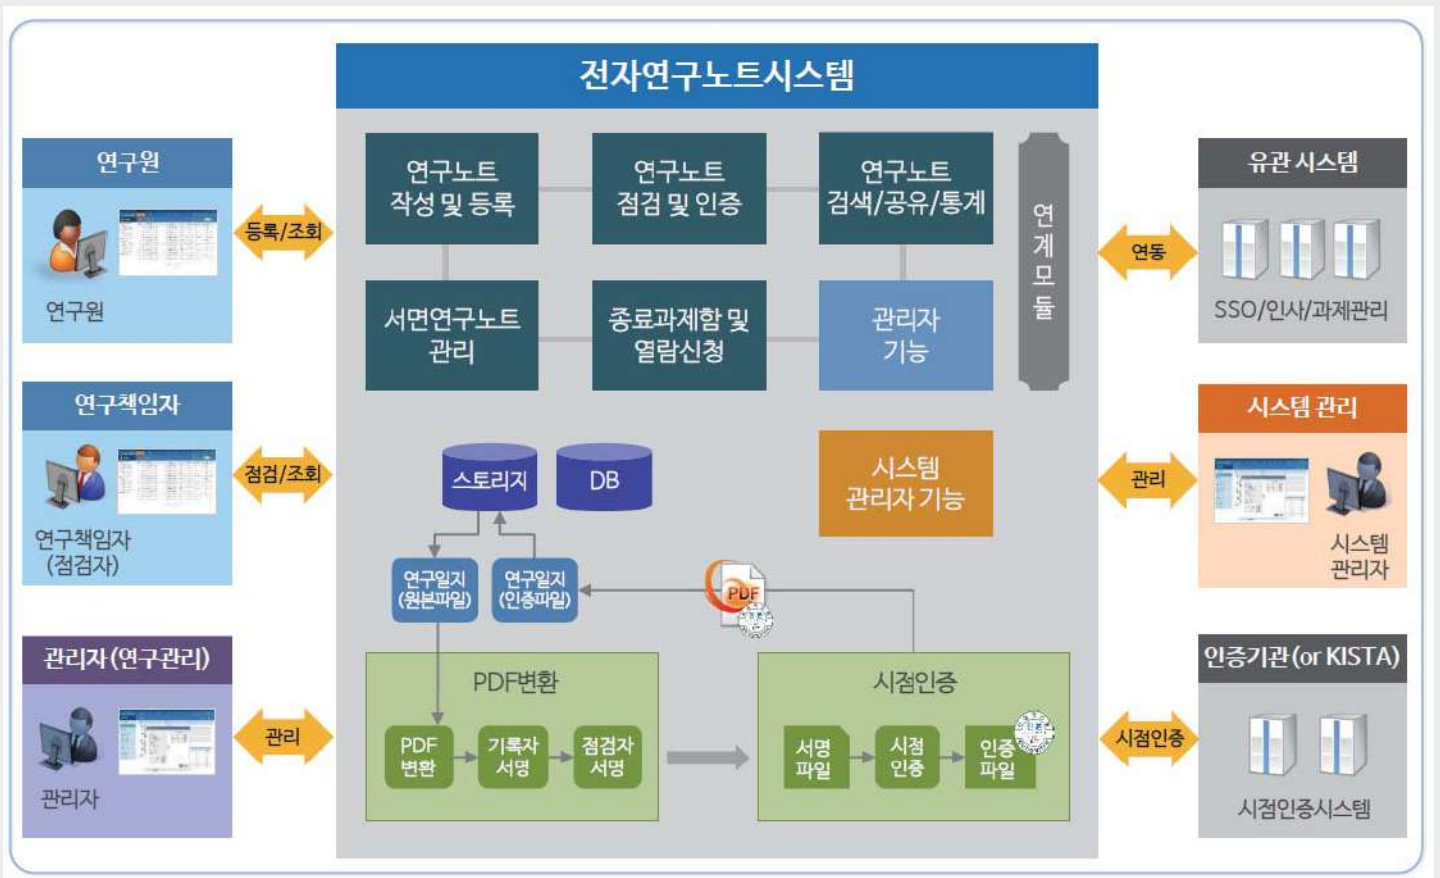 전자연구노트시스템
연구원
연구원
등록/조회
연구책임자
연구책임자
(점검자)
점검/조회
관리자(연구관리)
관리자
관리
연구노트
작성 및 등록
연구노트
점검 및 인증
연구노트
검색/공유/통계
서면연구노트
관리
종료과제함 및
열람신청
관리자
기능
연계모듈
스토리지
DB
시스템
관리자 기능
연구일지
(원본파일)
연구일지
(인증파일)
PDF
PDF변환
PDF
변환
기록자
서명
점검자
서명
시점인증
서명
파일
시점
인증
인증
파일
연동
유관 시스템
SSO/인사/과제관리
관리
시스템 관리
시스템
관리자
시점인증
인증기관(or KISTA)
시점인증시스템